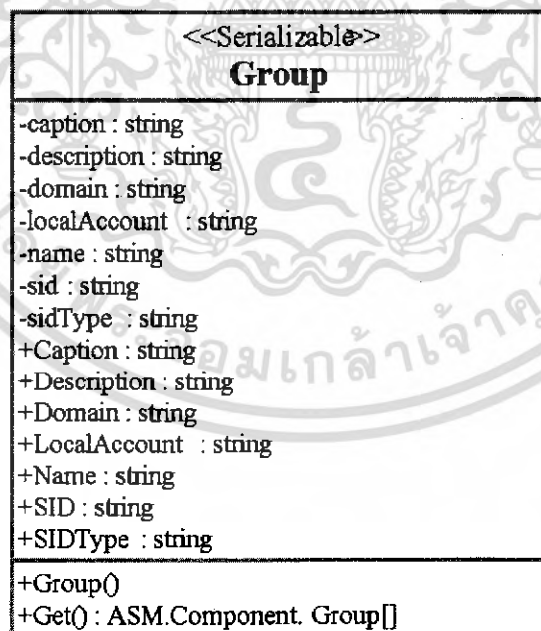 <<Serializable>>
Group
-caption : string
-description : string
-domain : string
-localAccount : string
-name : string
-sid : string
-sidType : string
+Caption : string
+Description : string
+Domain : string
+LocalAccount : string
+Name : string
+SID : string
+SIDType : string
+Group()
+Get() : ASM.Component. Group[]